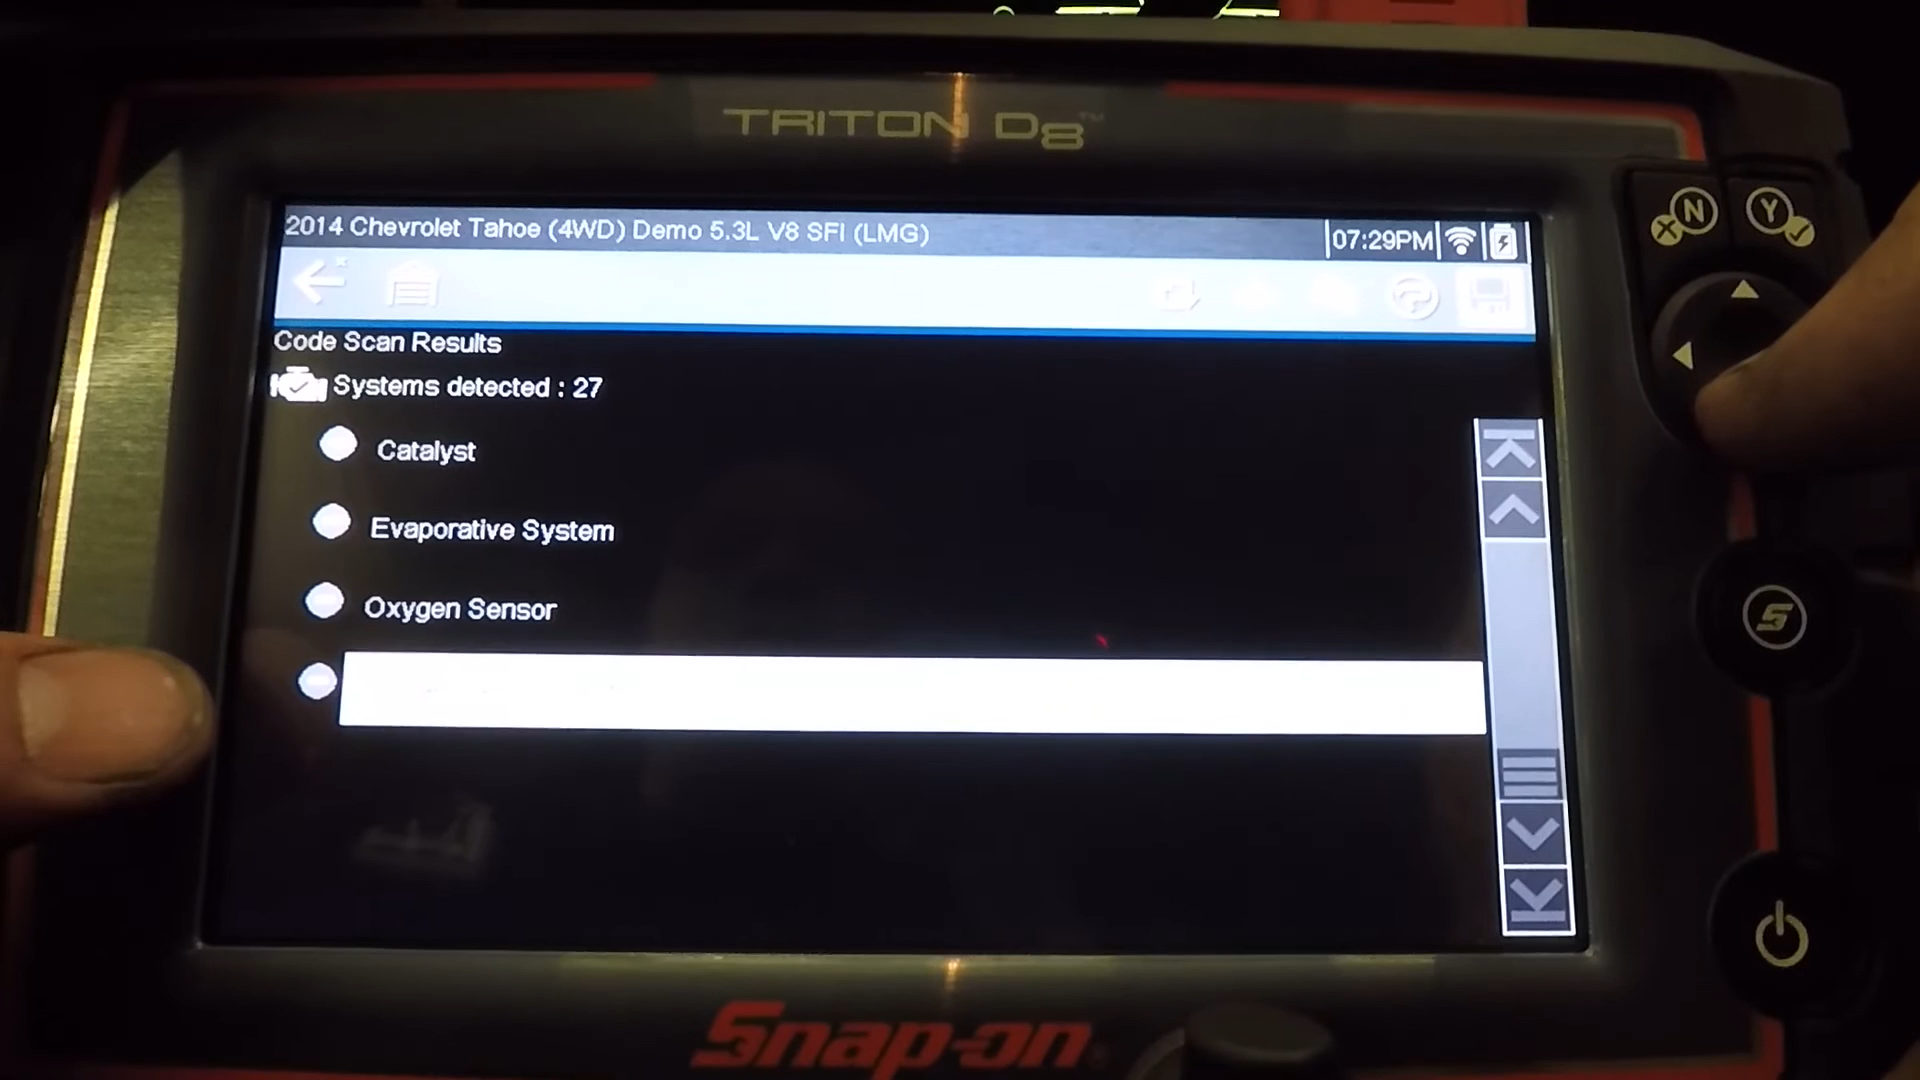 TRITON D8™
N Y
2014 Chevrolet Tahoe (4WD) Demo 5.3L V8 SFI (LMG)
07:29PM
Code Scan Results
Systems detected : 27
Catalyst
Evaporative System
Oxygen Sensor
S
Snap-on®